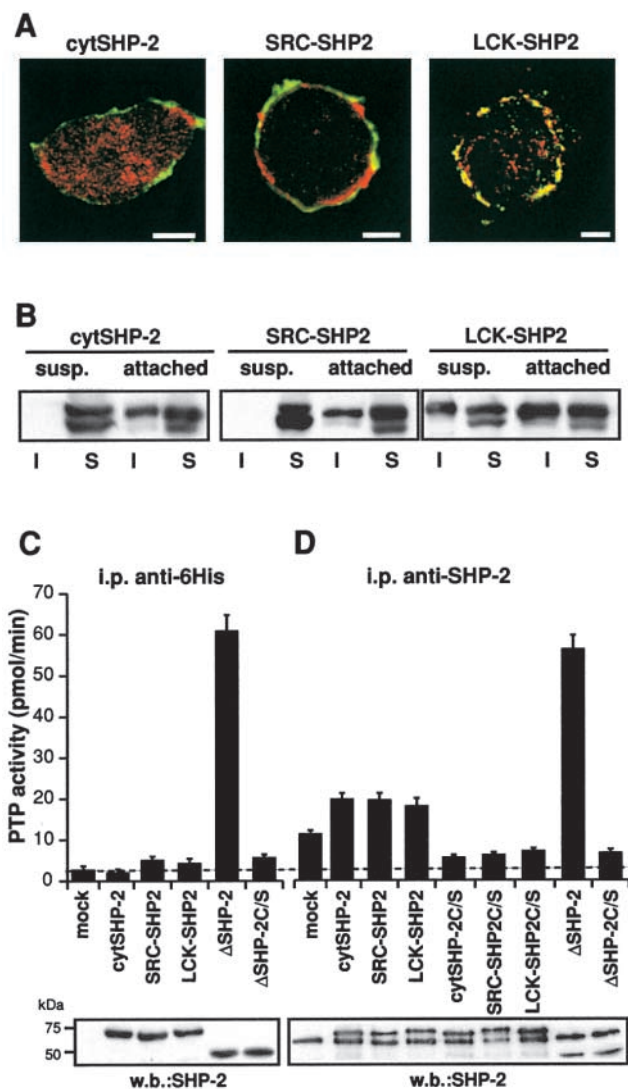 A
cytSHP-2 SRC-SHP2 LCK-SHP2
B
cytSHP-2 SRC-SHP2 LCK-SHP2
susp. attached susp. attached susp. attached
I S I S I S I S I S I S
C D
i.p. anti-6His i.p. anti-SHP-2
PTP activity (pmol/min)
70
60
50
40
30
20
10
0
mock
cytSHP-2
SRC-SHP2
LCK-SHP2
ΔSHP-2
ΔSHP-2C/S
mock
cytSHP-2
SRC-SHP2
LCK-SHP2
cytSHP-2C/S
SRC-SHP2C/S
LCK-SHP2C/S
ΔSHP-2
ΔSHP-2C/S
kDa
75
50
w.b.:SHP-2 w.b.:SHP-2